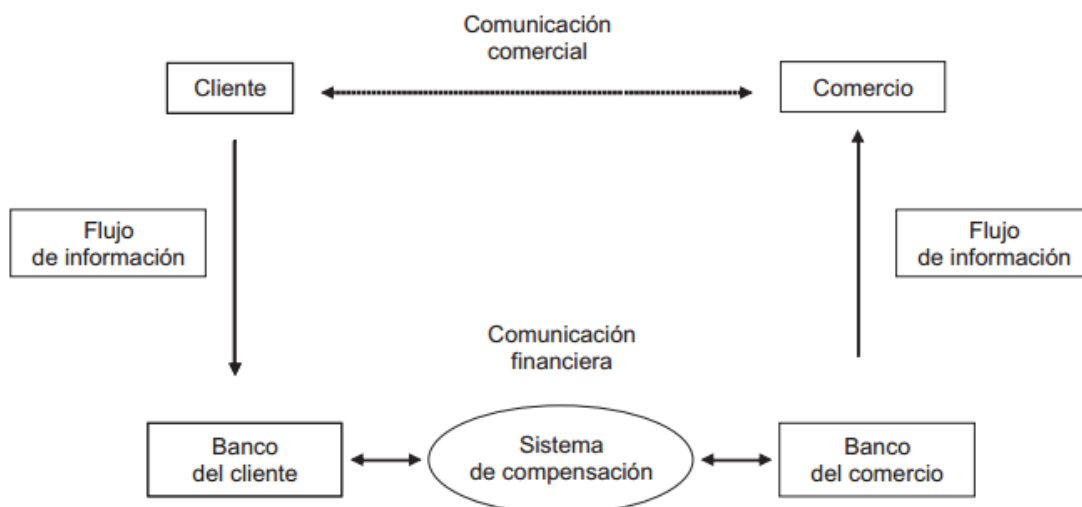 Comunicación
comercial
Cliente
Comercio
Flujo
de información
Flujo
de información
Comunicación
financiera
Banco
del cliente
Sistema
de compensación
Banco
del comercio